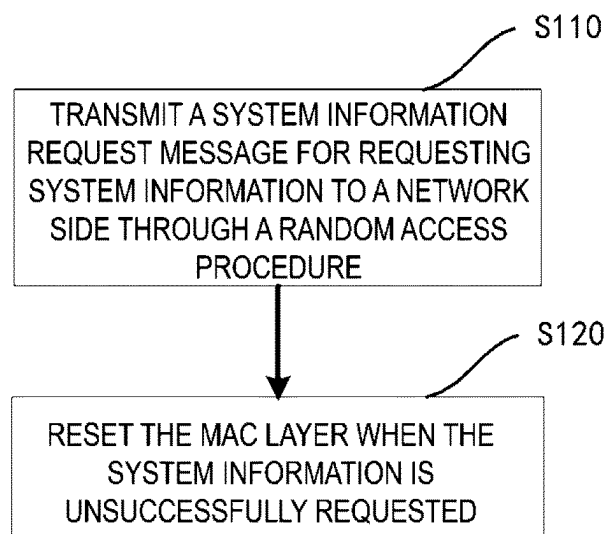 S110
TRANSMIT A SYSTEM INFORMATION
REQUEST MESSAGE FOR REQUESTING
SYSTEM INFORMATION TO A NETWORK
SIDE THROUGH A RANDOM ACCESS
PROCEDURE
S120
RESET THE MAC LAYER WHEN THE
SYSTEM INFORMATION IS
UNSUCCESSFULLY REQUESTED